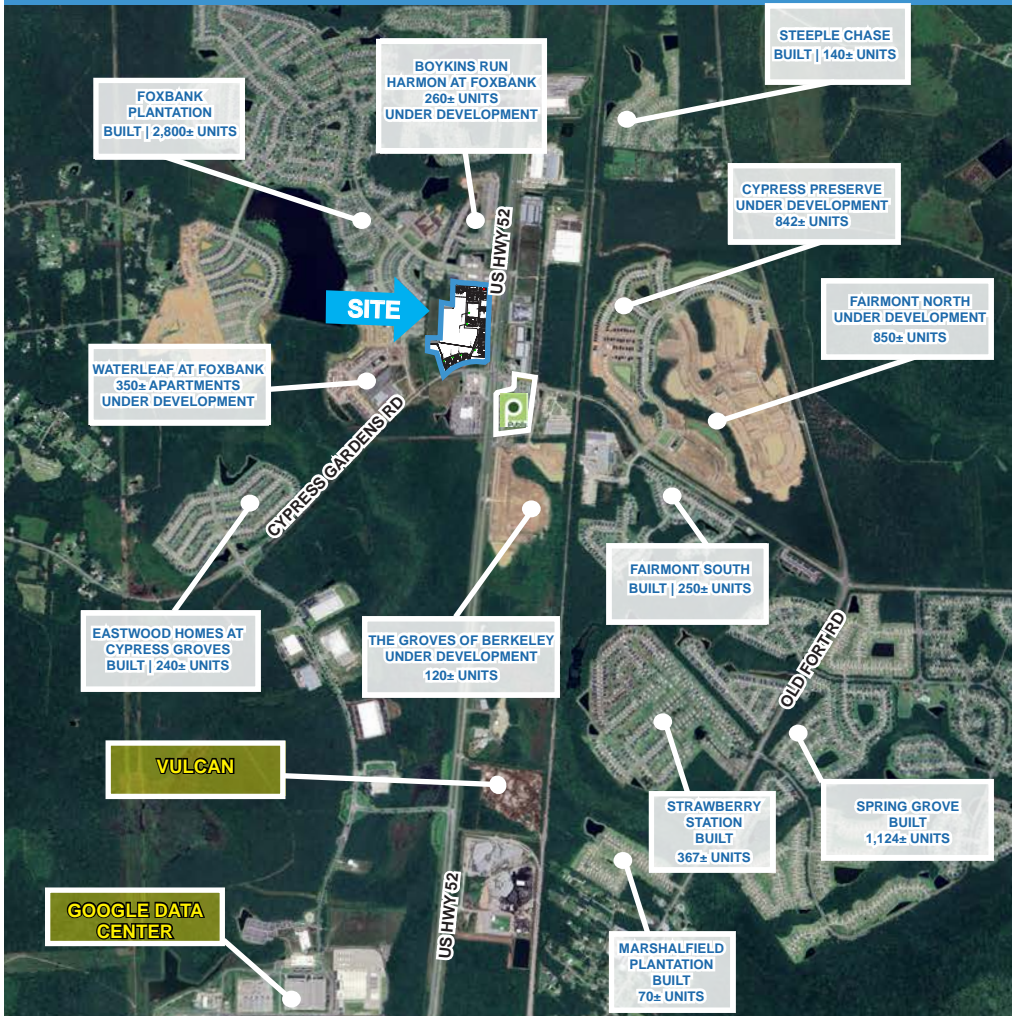 STEEPLE CHASE
BUILT | 140± UNITS
BOYKINS RUN
HARMON AT FOXBANK
260± UNITS
UNDER DEVELOPMENT
FOXBANK
PLANTATION
BUILT | 2,800± UNITS
CYPRESS PRESERVE
UNDER DEVELOPMENT
842± UNITS
US HWY 52
SITE
FAIRMONT NORTH
UNDER DEVELOPMENT
850± UNITS
WATERLEAF AT FOXBANK
350± APARTMENTS
UNDER DEVELOPMENT
CYPRESS GARDENS RD
FAIRMONT SOUTH
BUILT | 250± UNITS
EASTWOOD HOMES AT
CYPRESS GROVES
BUILT | 240± UNITS
THE GROVES OF BERKELEY
UNDER DEVELOPMENT
120± UNITS
OLD FORT RD
VULCAN
STRAWBERRY
STATION
BUILT
367± UNITS
SPRING GROVE
BUILT
1,124± UNITS
GOOGLE DATA
CENTER
US HWY 52
MARSHALFIELD
PLANTATION
BUILT
70± UNITS